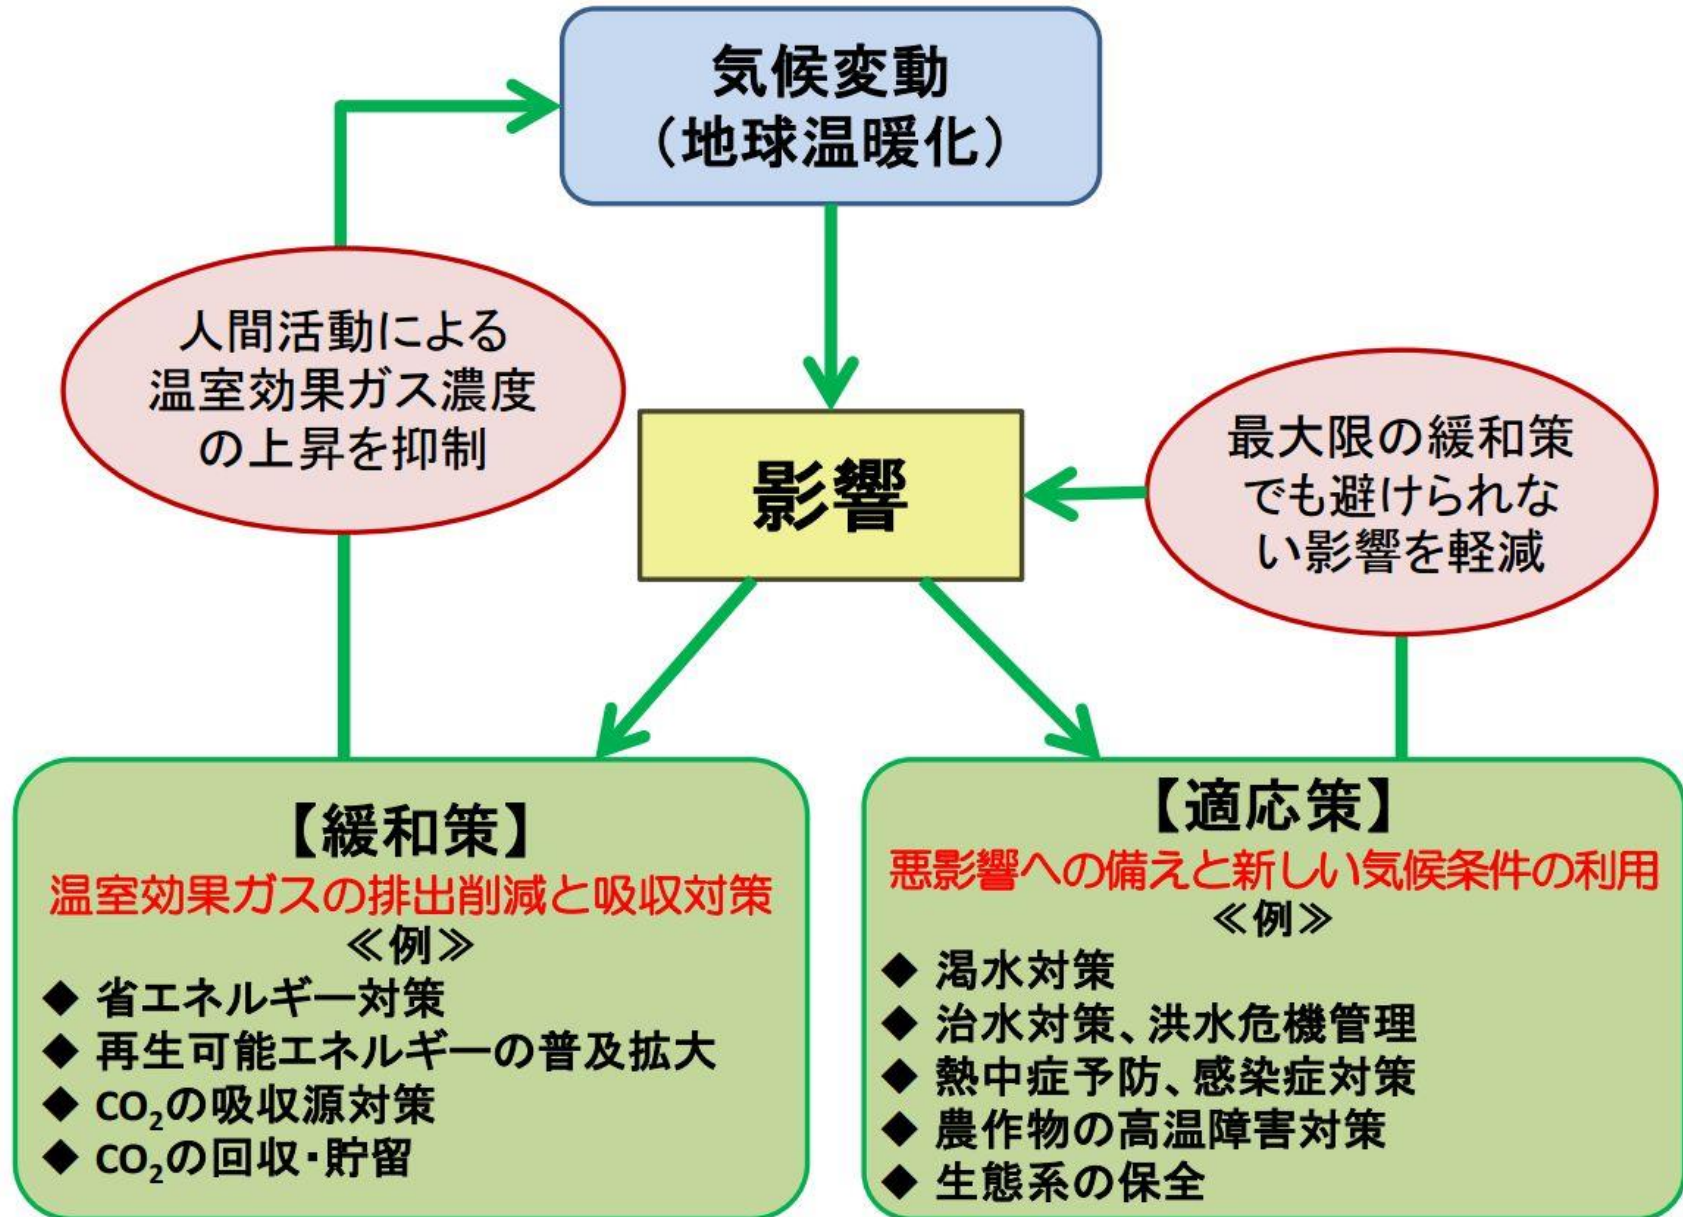 気候変動
(地球温暖化)
人間活動による
温室効果ガス濃度
の上昇を抑制
影響
最大限の緩和策
でも避けられな
い影響を軽減
【緩和策】
温室効果ガスの排出削減と吸収対策
≪例≫
◆ 省エネルギー対策
◆ 再生可能エネルギーの普及拡大
◆ CO₂の吸収源対策
◆ CO₂の回収・貯留
【適応策】
悪影響への備えと新しい気候条件の利用
≪例≫
◆ 渇水対策
◆ 治水対策、洪水危機管理
◆ 熱中症予防、感染症対策
◆ 農作物の高温障害対策
◆ 生態系の保全